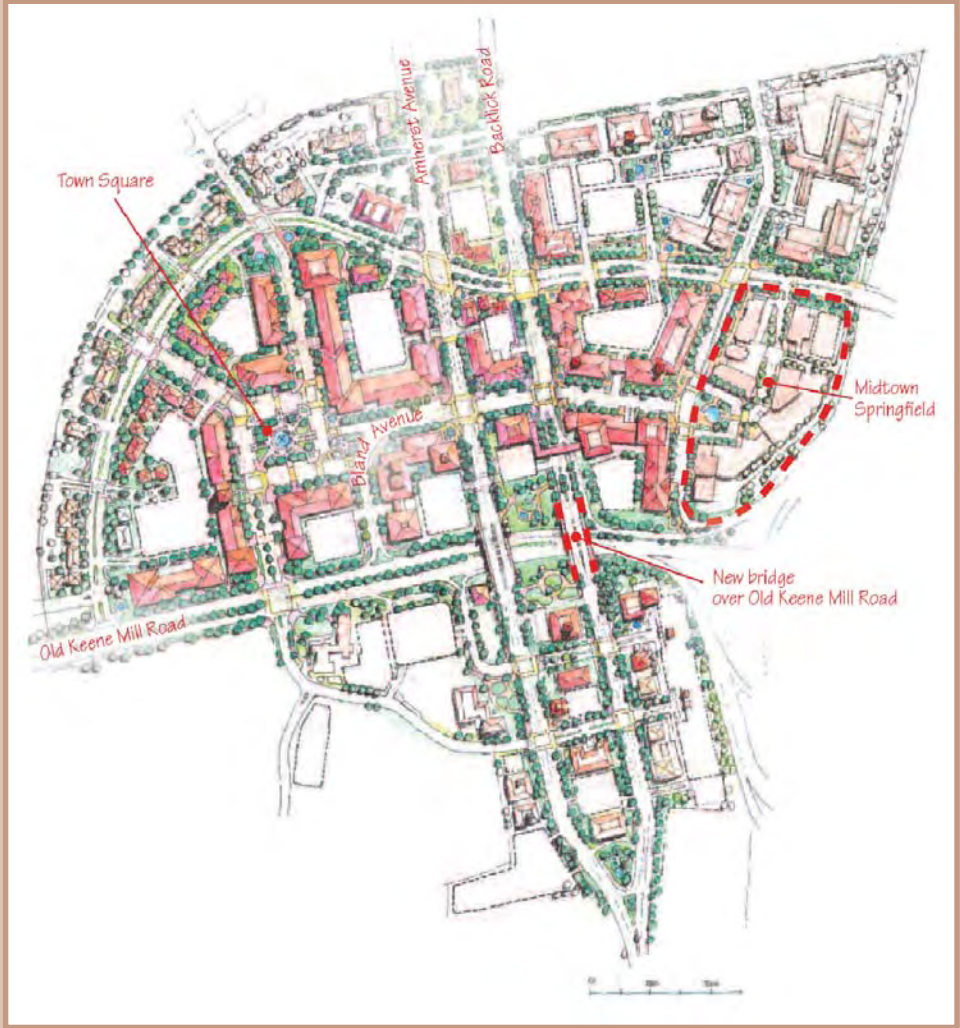 Amherst Avenue
Backlick Road
Town Square
Midtown
Springfield
Bland Avenue
New bridge
over Old Keene Mill Road
Old Keene Mill Road